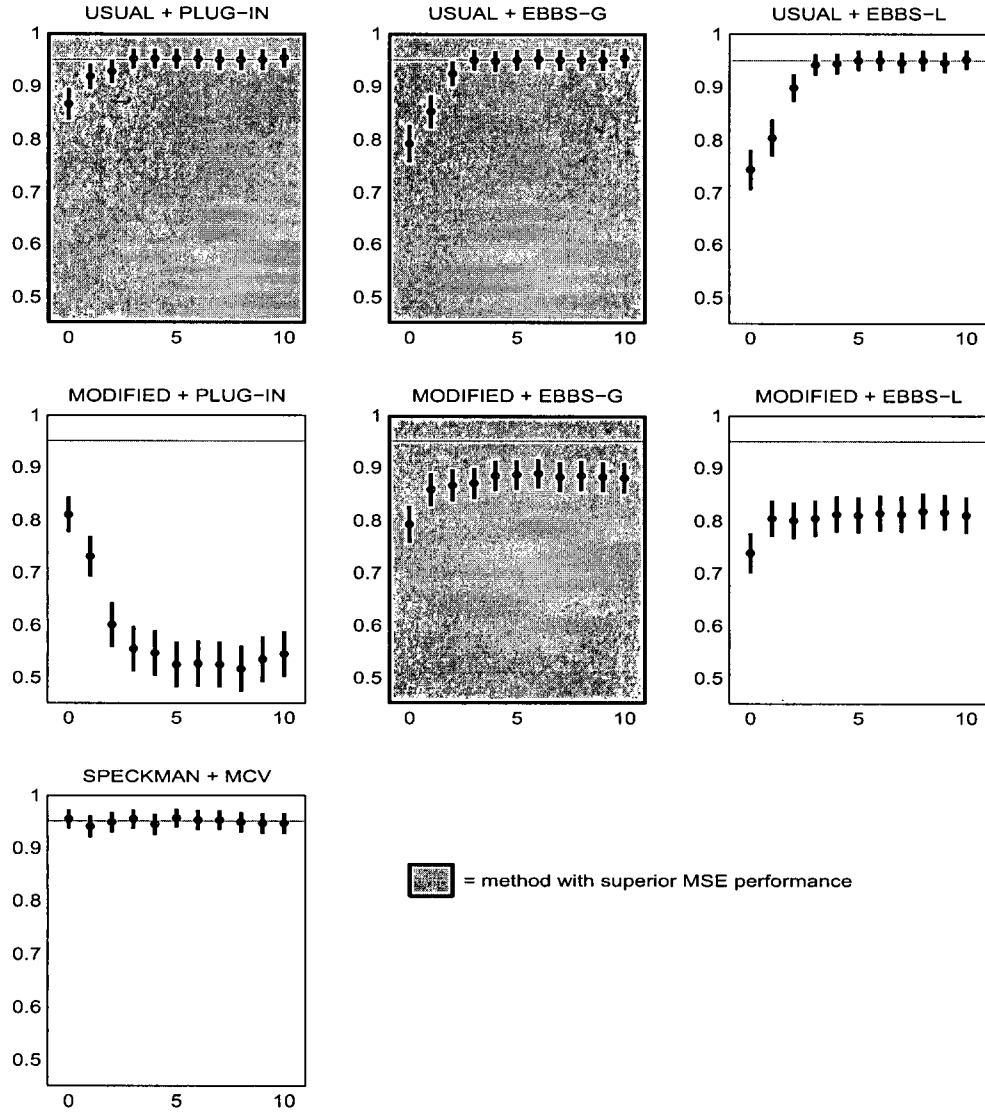 USUAL + PLUG-IN
1
0.9
0.8
0.7
0.6
0.5
0 5 10
USUAL + EBBS-G
1
0.9
0.8
0.7
0.6
0.5
0 5 10
USUAL + EBBS-L
1
0.9
0.8
0.7
0.6
0.5
0 5 10
MODIFIED + PLUG-IN
1
0.9
0.8
0.7
0.6
0.5
0 5 10
MODIFIED + EBBS-G
1
0.9
0.8
0.7
0.6
0.5
0 5 10
MODIFIED + EBBS-L
1
0.9
0.8
0.7
0.6
0.5
0 5 10
SPECKMAN + MCV
1
0.9
0.8
0.7
0.6
0.5
0 5 10
= method with superior MSE performance